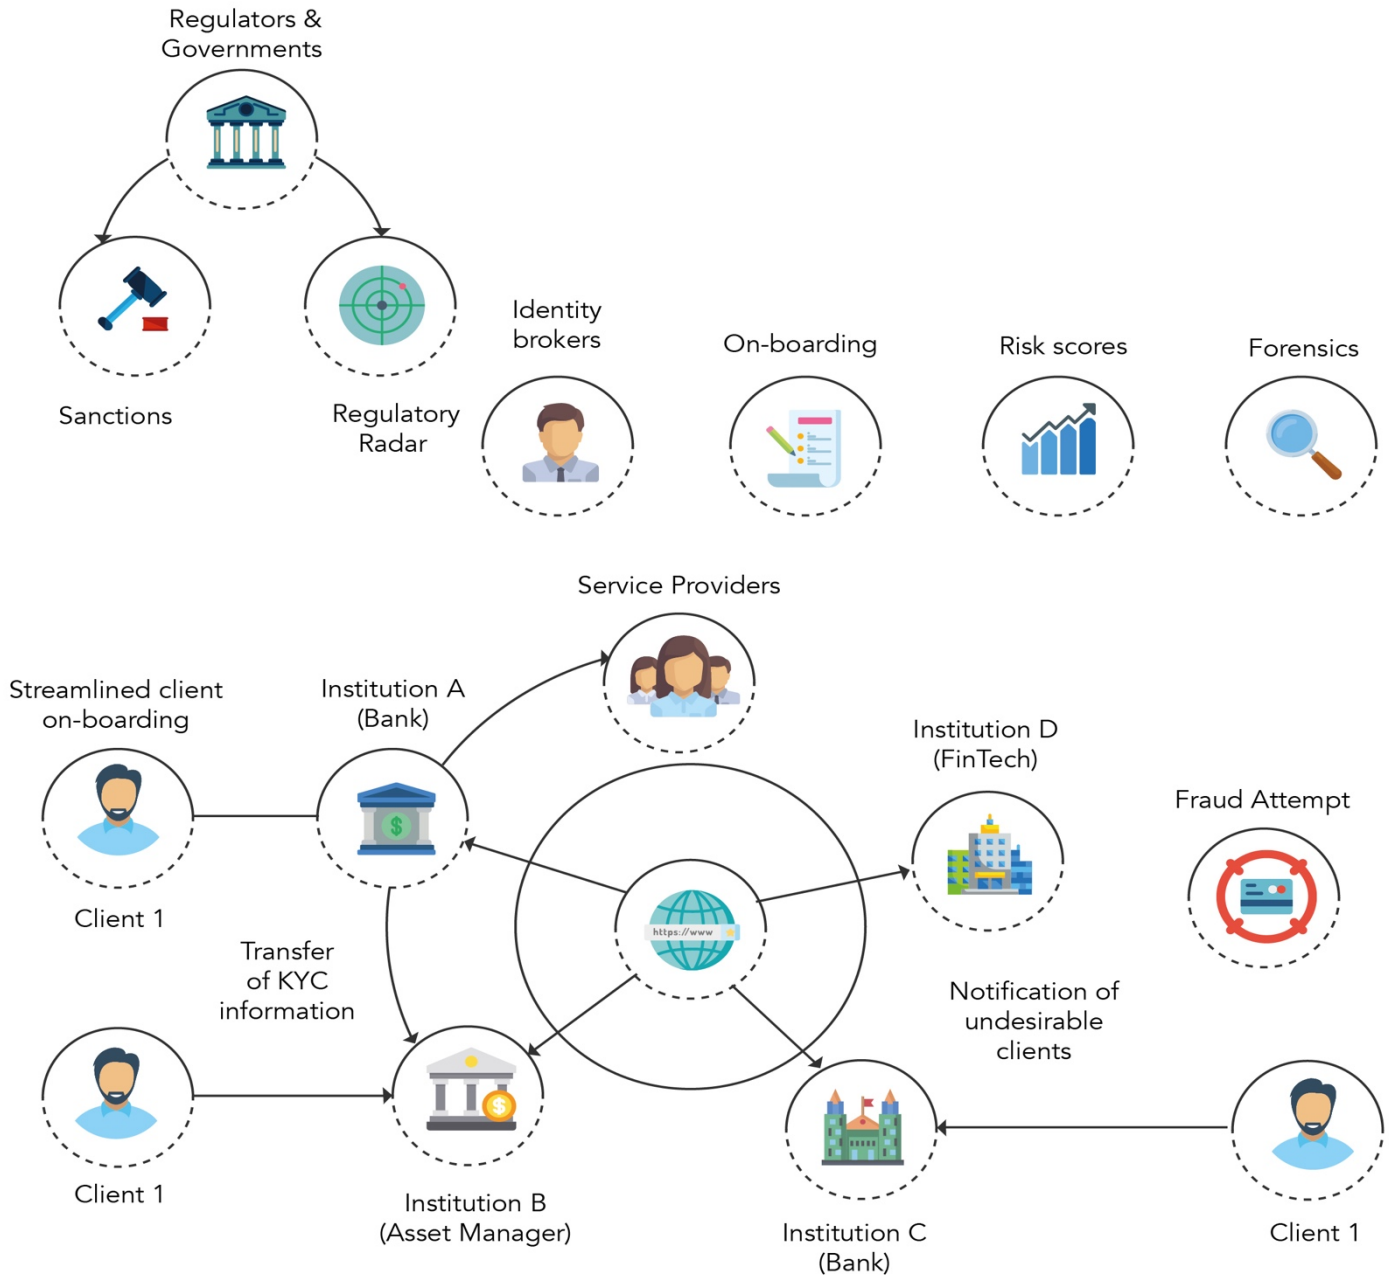 Regulators &
Governments
Sanctions
Regulatory
Radar
Identity
brokers
On-boarding
Risk scores
Forensics
Service Providers
Streamlined client
on-boarding
Institution A
(Bank)
Institution D
(FinTech)
Fraud Attempt
$
https://www
Client 1
Transfer
of KYC
information
Notification of
undesirable
clients
$
Client 1
Institution B
(Asset Manager)
Institution C
(Bank)
Client 1